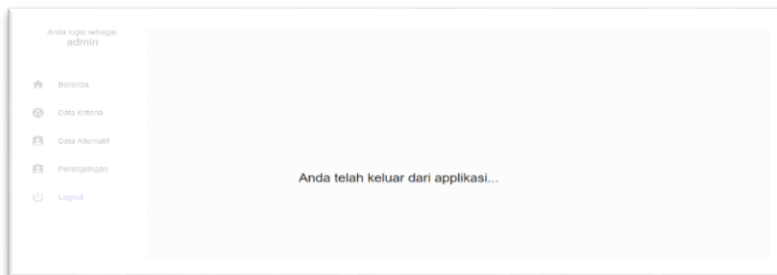 Anda login sebagai
admin
Beranda
Data Kriteria
Data Alternatif
Perangkingan
Logout
Anda telah keluar dari applikasi...